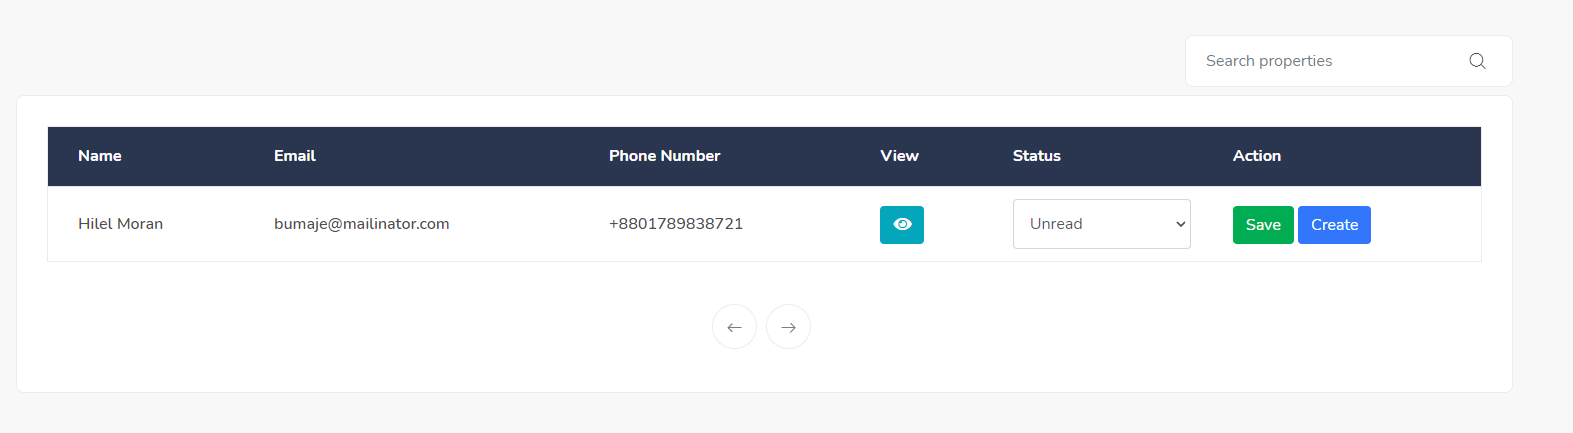 Search properties
Name Email Phone Number View Status Action
Hilel Moran bumaje@mailinator.com +8801789838721 Unread Save Create